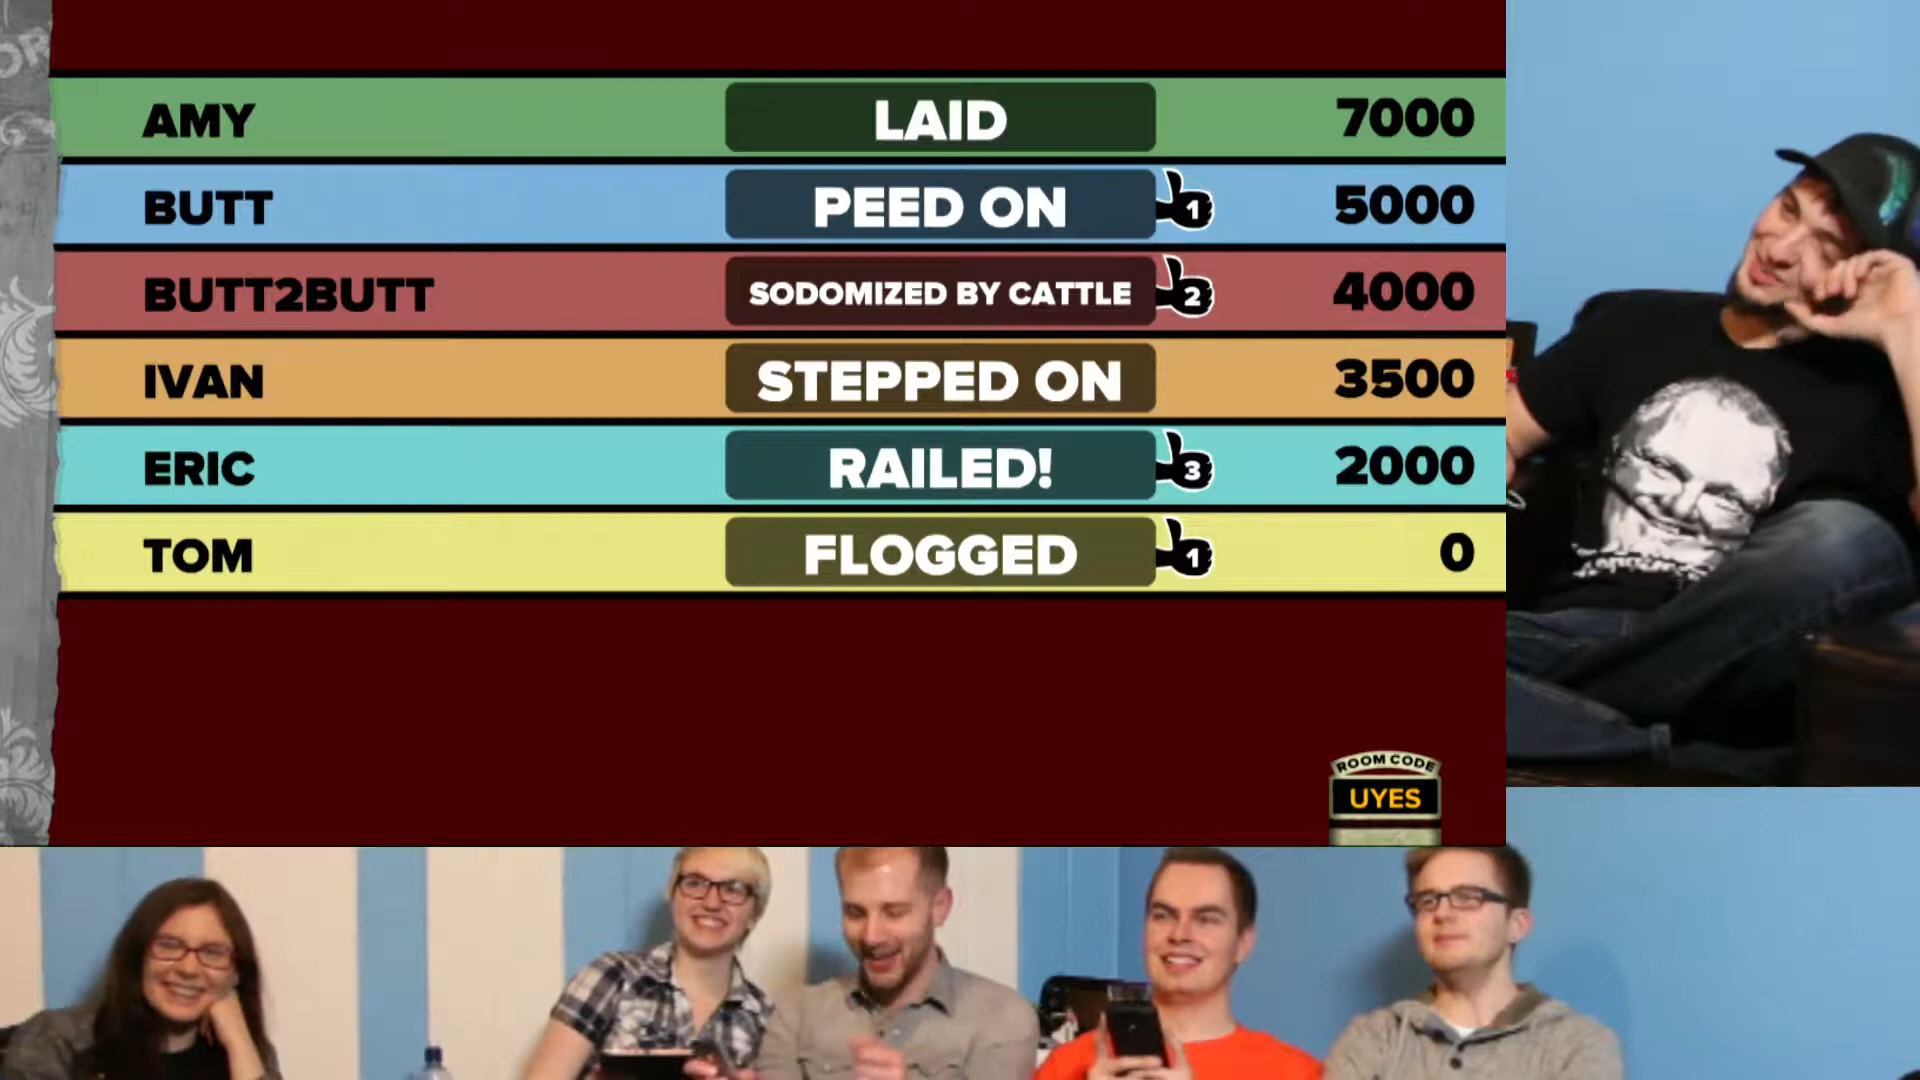 AMY LAID 7000
BUTT PEED ON 1 5000
BUTT2BUTT SODOMIZED BY CATTLE 2 4000
IVAN STEPPED ON 3500
ERIC RAILED! 3 2000
TOM FLOGGED 1 0
ROOM CODE
UYES